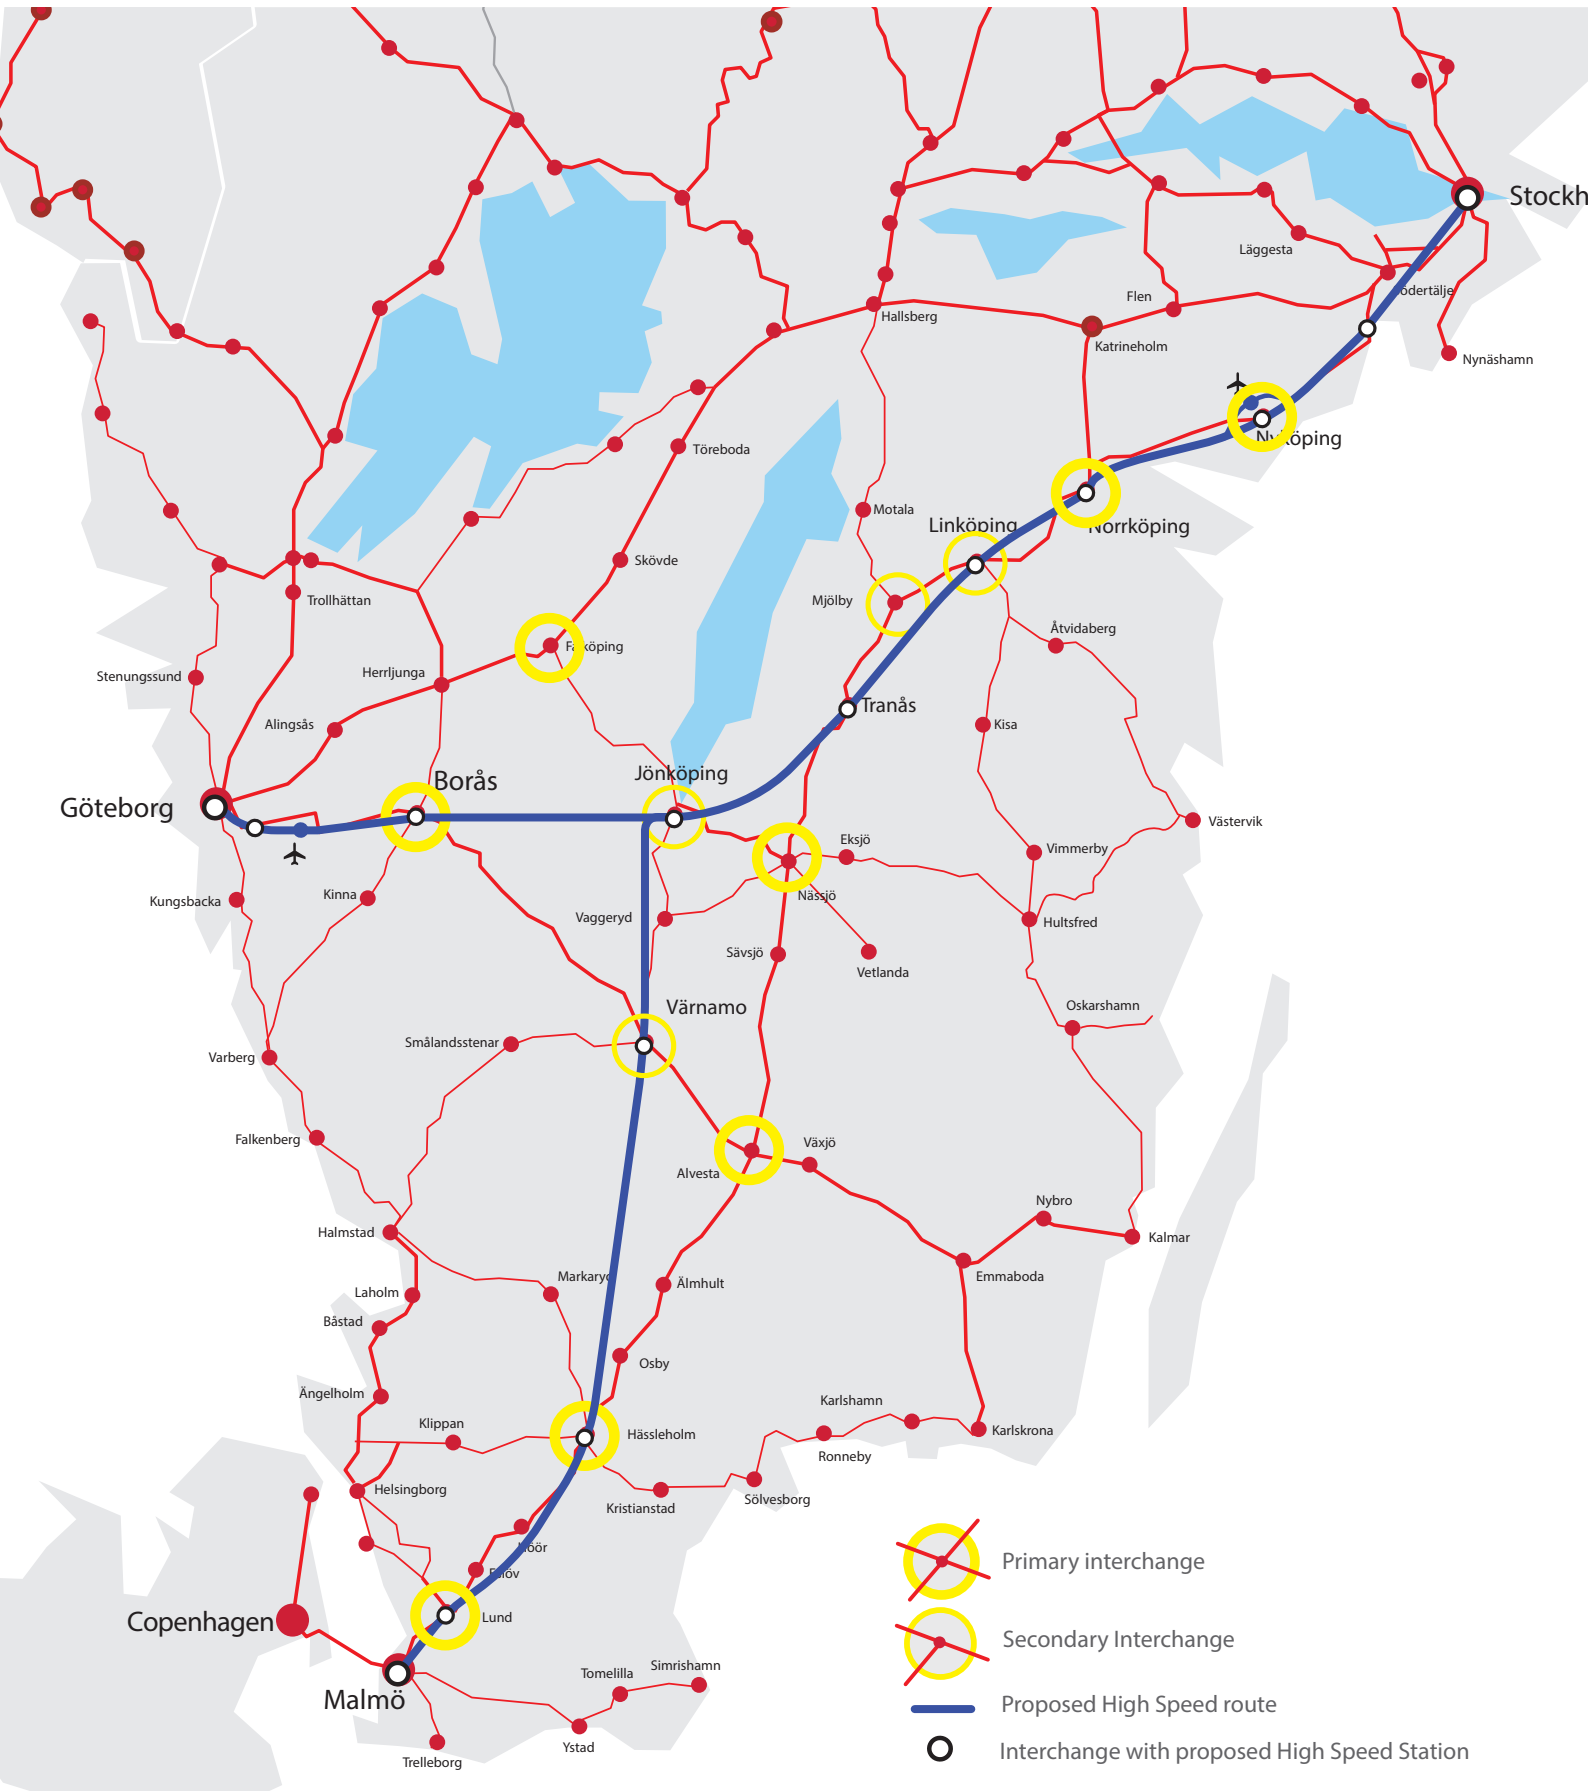 Stockh
Läggesta
ödertälje
Flen
Hallsberg
Katrineholm
Nynäshamn
Nyköping
Töreboda
Motala
Linköping
Norrköping
Skövde
Trollhättan
Mjölby
Åtvidaberg
Falköping
Herrljunga
Stenungssund
Tranås
Alingsås
Kisa
Jönköping
Borås
Göteborg
Västervik
Eksjö
Vimmerby
Kinna
Nässjö
Kungsbacka
Vaggeryd
Hultsfred
Sävsjö
Vetlanda
Värnamo
Oskarshamn
Smålandsstenar
Varberg
Falkenberg
Växjö
Alvesta
Nybro
Halmstad
Kalmar
Markaryd
Älmhult
Emmaboda
Laholm
Båstad
Osby
Ängelholm
Karlshamn
Klippan
Hässleholm
Karlskrona
Ronneby
Helsingborg
Sölvesborg
Kristianstad
Höör
Eslöv
Primary interchange
Lund
Copenhagen
Secondary Interchange
Simrishamn
Tomelilla
Malmö
Proposed High Speed route
Ystad
Interchange with proposed High Speed Station
Trelleborg